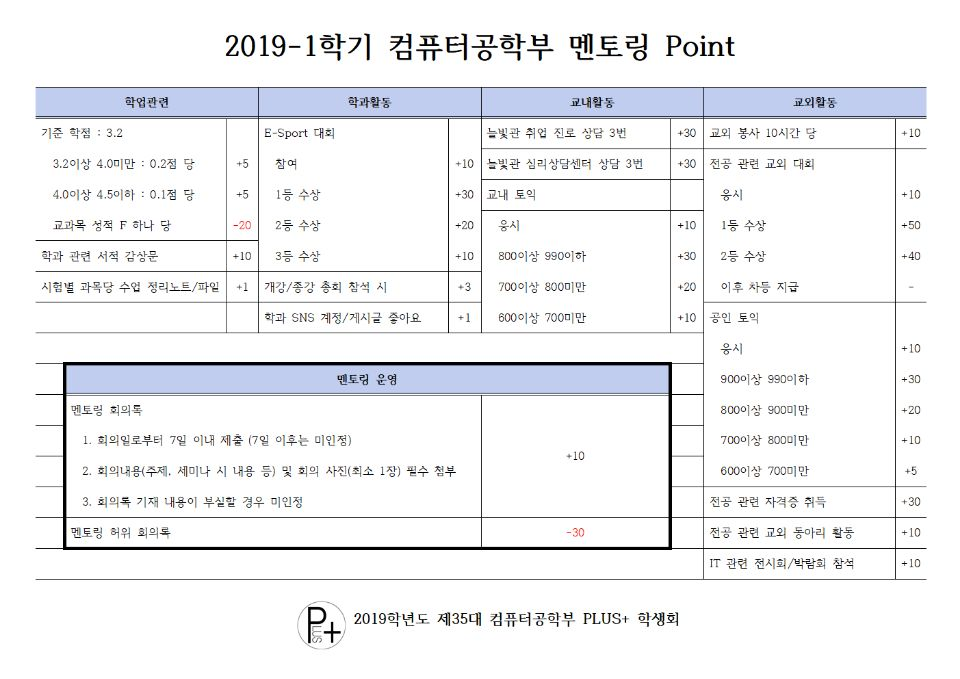 2019-1학기 컴퓨터공학부 멘토링 Point
학업관련
기준 학점 : 3.2
3.2이상 4.0미만 : 0.2점 당 +5
4.0이상 4.5이하 : 0.1점 당 +5
교과목 성적 F 하나 당 -20
학과 관련 서적 감상문 +10
시험별 과목당 수업 정리노트/파일 +1
학과활동
E-Sport 대회
참여 +10
1등 수상 +30
2등 수상 +20
3등 수상 +10
개강/종강 총회 참석 시 +3
학과 SNS 계정/게시글 좋아요 +1
교내활동
늘빛관 취업 진로 상담 3번 +30
늘빛관 심리상담센터 상담 3번 +30
교내 토익
응시 +10
800이상 990이하 +30
700이상 800미만 +20
600이상 700미만 +10
교외활동
교외 봉사 10시간 당 +10
전공 관련 교외 대회
응시 +10
1등 수상 +50
2등 수상 +40
이후 차등 지급 -
공인 토익
응시 +10
900이상 990이하 +30
800이상 900미만 +20
700이상 800미만 +10
600이상 700미만 +5
전공 관련 자격증 취득 +30
전공 관련 교외 동아리 활동 +10
IT 관련 전시회/박람회 참석 +10
멘토링 운영
멘토링 회의록
1. 회의일로부터 7일 이내 제출 (7일 이후는 미인정)
+10
2. 회의내용(주제, 세미나 시 내용 등) 및 회의 사진(최소 1장) 필수 첨부
3. 회의록 기재 내용이 부실할 경우 미인정
멘토링 허위 회의록 -30
P+
SMU
2019학년도 제35대 컴퓨터공학부 PLUS+ 학생회